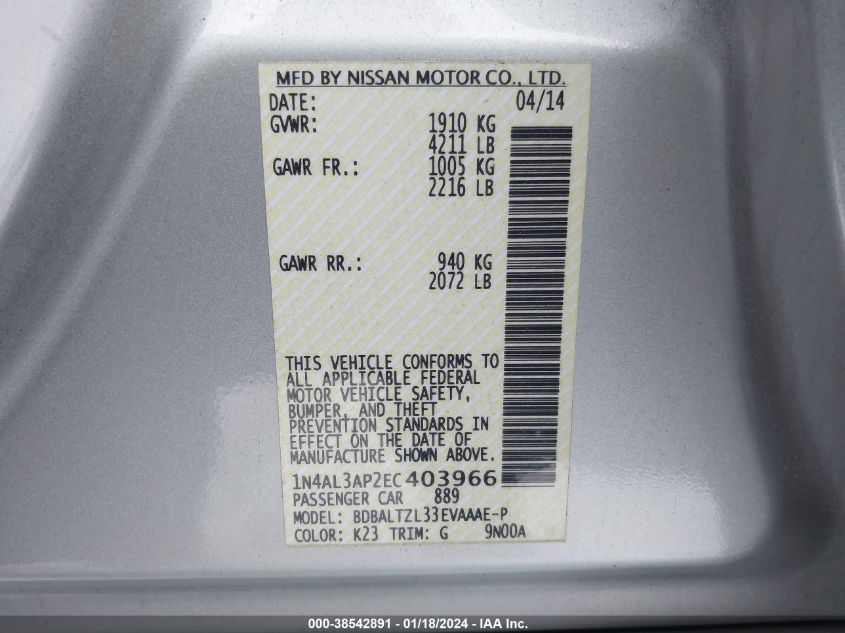 MFD BY NISSAN MOTOR CO., LTD.
DATE: 04/14
GVWR: 1910 KG
4211 LB
GAWR FR.: 1005 KG
2216 LB
GAWR RR.: 940 KG
2072 LB
THIS VEHICLE CONFORMS TO
ALL APPLICABLE FEDERAL
MOTOR VEHICLE SAFETY,
BUMPER, AND THEFT
PREVENTION STANDARDS IN
EFFECT ON THE DATE OF
MANUFACTURE SHOWN ABOVE.
1N4AL3AP2EC403966
PASSENGER CAR 889
MODEL: BDBALTZL33EVAAAE-P
COLOR: K23 TRIM: G 9N00A
000-38542891 - 01/18/2024 - IAA Inc.